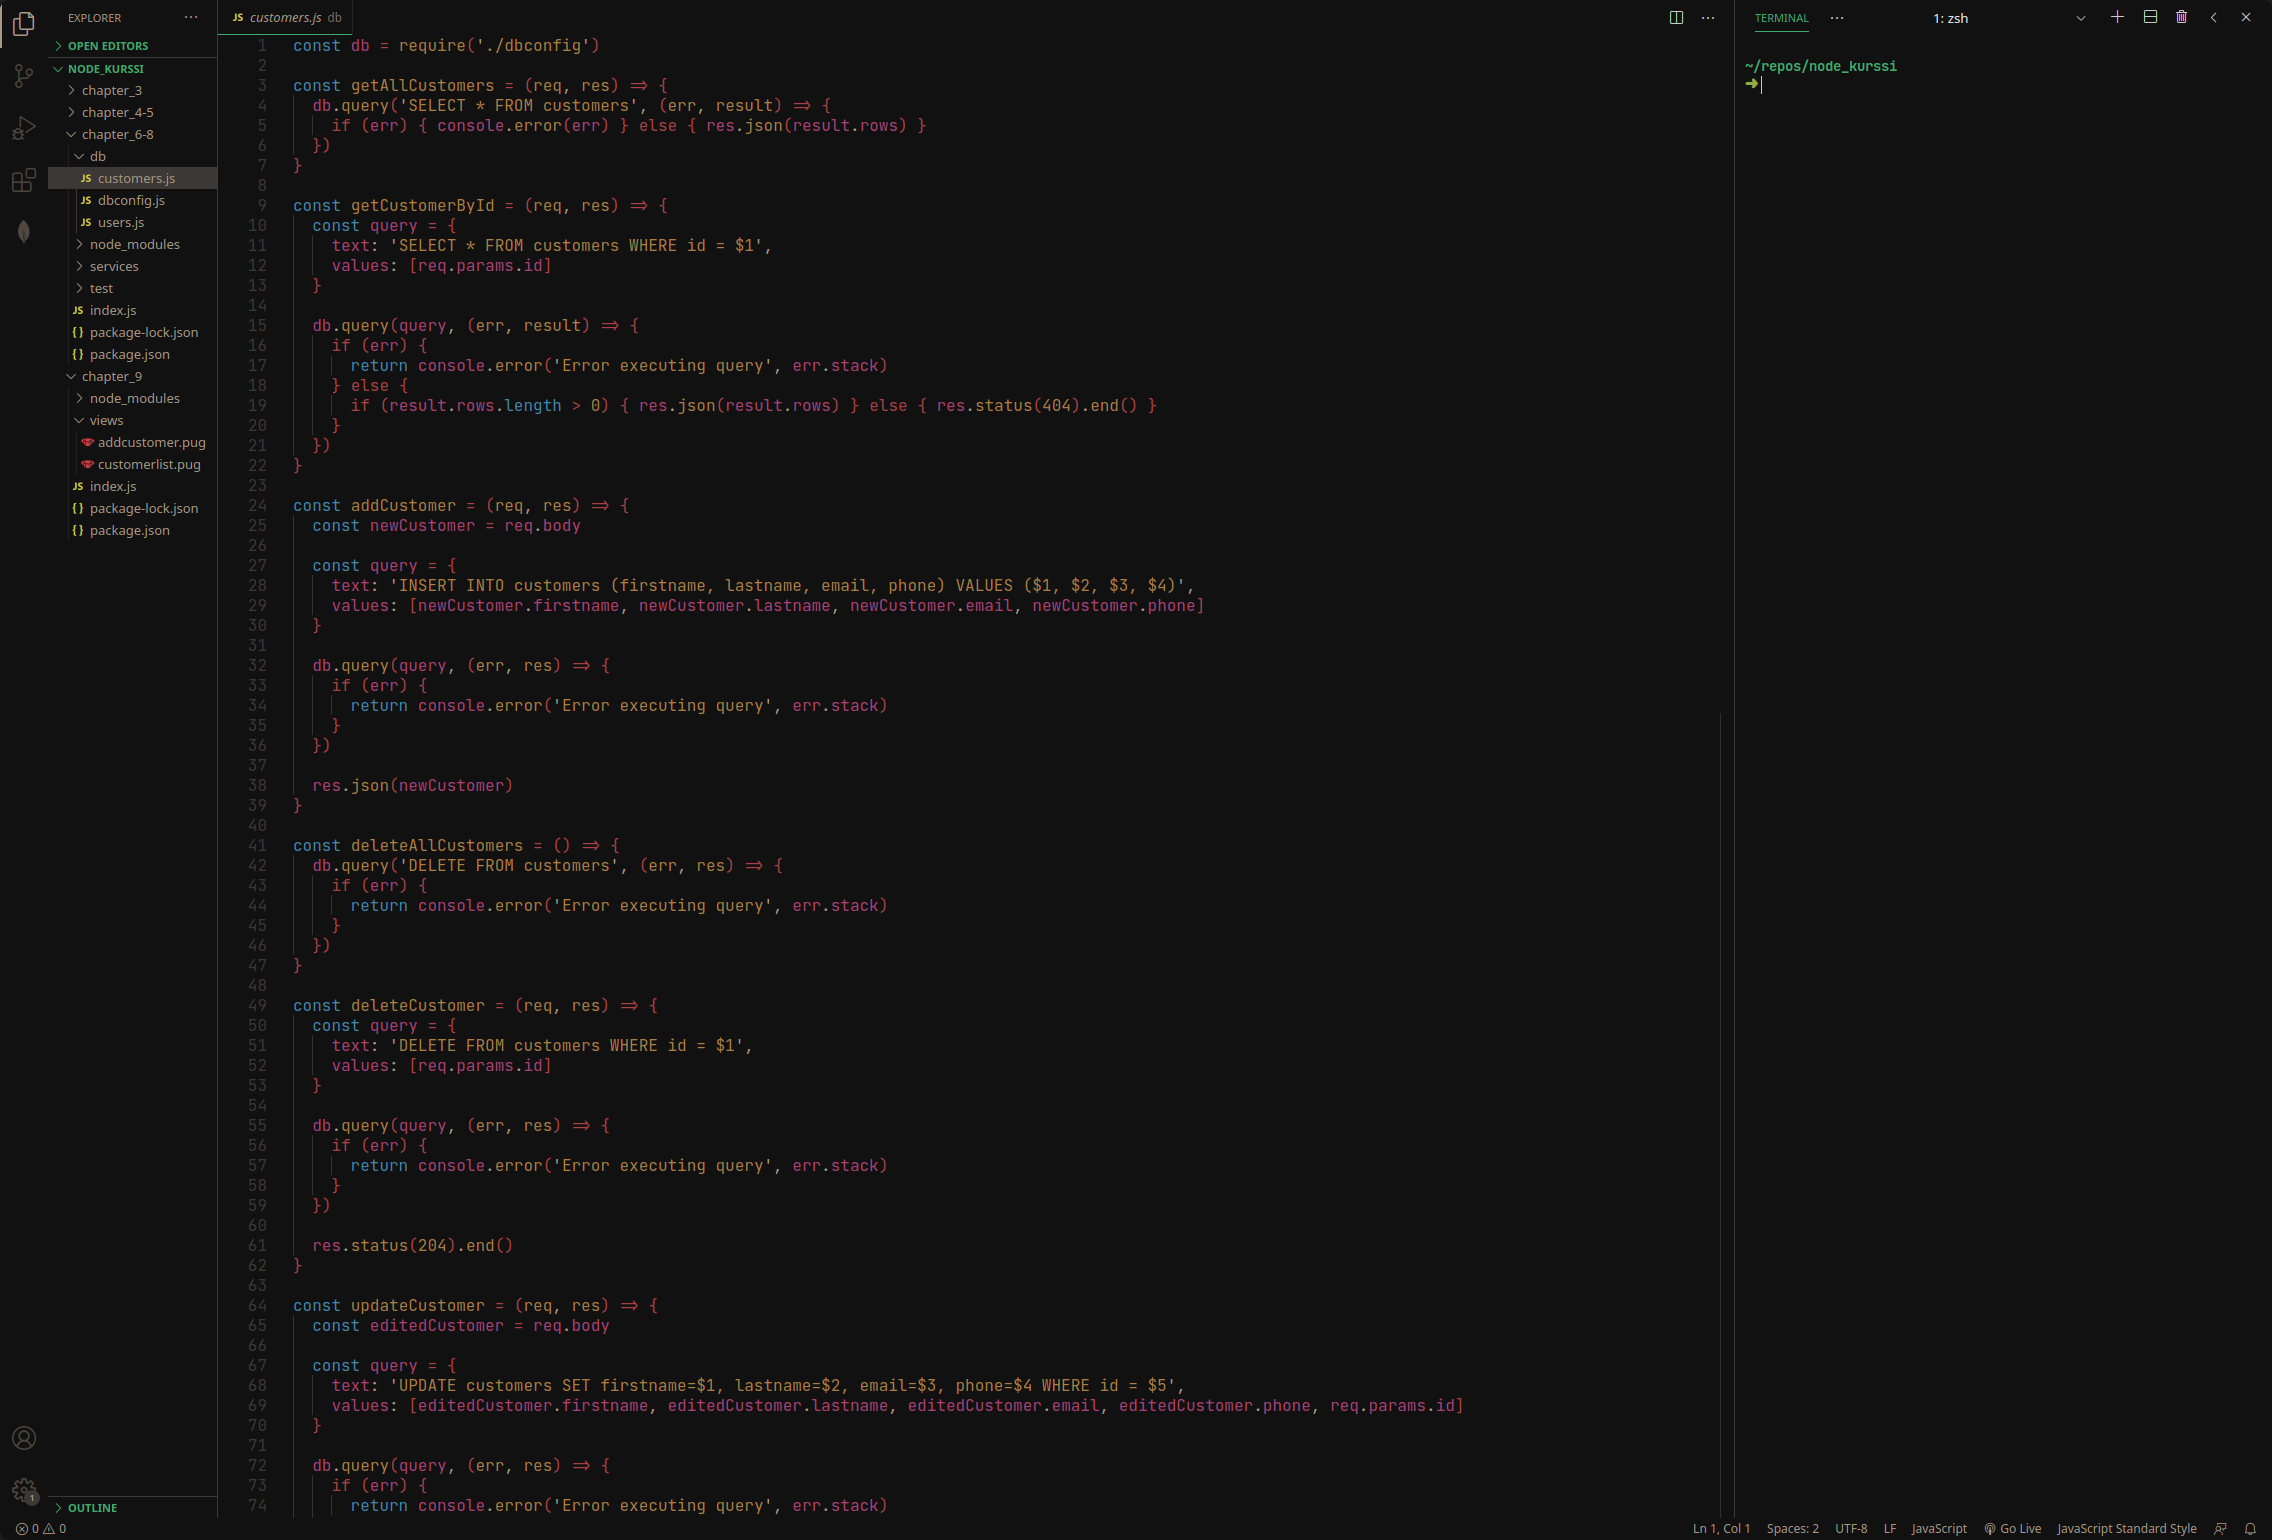 EXPLORER
OPEN EDITORS
NODE_KURSSI
chapter_3
chapter_4-5
chapter_6-8
db
JS customers.js
JS dbconfig.js
JS users.js
node_modules
services
test
JS index.js
{} package-lock.json
{} package.json
chapter_9
node_modules
views
addcustomer.pug
customerlist.pug
JS index.js
{} package-lock.json
{} package.json
OUTLINE
1
JS customers.js db
1 const db = require('./dbconfig')
2
3 const getAllCustomers = (req, res) => {
4   db.query('SELECT * FROM customers', (err, result) => {
5     if (err) { console.error(err) } else { res.json(result.rows) }
6   })
7 }
8
9 const getCustomerById = (req, res) => {
10   const query = {
11     text: 'SELECT * FROM customers WHERE id = $1',
12     values: [req.params.id]
13   }
14
15   db.query(query, (err, result) => {
16     if (err) {
17       return console.error('Error executing query', err.stack)
18     } else {
19       if (result.rows.length > 0) { res.json(result.rows) } else { res.status(404).end() }
20     }
21   })
22 }
23
24 const addCustomer = (req, res) => {
25   const newCustomer = req.body
26
27   const query = {
28     text: 'INSERT INTO customers (firstname, lastname, email, phone) VALUES ($1, $2, $3, $4)',
29     values: [newCustomer.firstname, newCustomer.lastname, newCustomer.email, newCustomer.phone]
30   }
31
32   db.query(query, (err, res) => {
33     if (err) {
34       return console.error('Error executing query', err.stack)
35     }
36   })
37
38   res.json(newCustomer)
39 }
40
41 const deleteAllCustomers = () => {
42   db.query('DELETE FROM customers', (err, res) => {
43     if (err) {
44       return console.error('Error executing query', err.stack)
45     }
46   })
47 }
48
49 const deleteCustomer = (req, res) => {
50   const query = {
51     text: 'DELETE FROM customers WHERE id = $1',
52     values: [req.params.id]
53   }
54
55   db.query(query, (err, res) => {
56     if (err) {
57       return console.error('Error executing query', err.stack)
58     }
59   })
60
61   res.status(204).end()
62 }
63
64 const updateCustomer = (req, res) => {
65   const editedCustomer = req.body
66
67   const query = {
68     text: 'UPDATE customers SET firstname=$1, lastname=$2, email=$3, phone=$4 WHERE id = $5',
69     values: [editedCustomer.firstname, editedCustomer.lastname, editedCustomer.email, editedCustomer.phone, req.params.id]
70   }
71
72   db.query(query, (err, res) => {
73     if (err) {
74       return console.error('Error executing query', err.stack)
TERMINAL
1: zsh
~/repos/node_kurssi
➜
0 0
Ln 1, Col 1 Spaces: 2 UTF-8 LF JavaScript Go Live JavaScript Standard Style